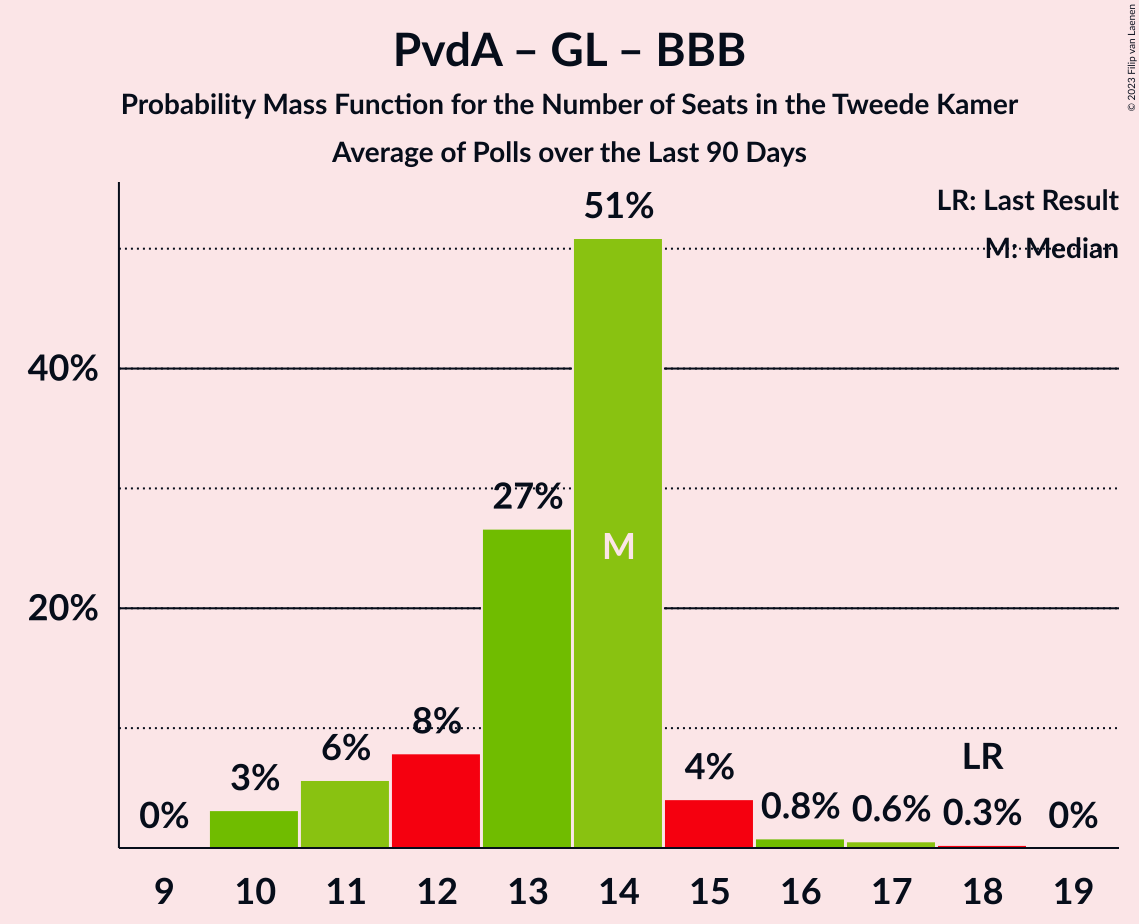 PvdA – GL – BBB
Probability Mass Function for the Number of Seats in the Tweede Kamer
Average of Polls over the Last 90 Days
© 2023 Filip van Laenen
LR: Last Result
M: Median
51%
40%
27%
M
20%
8%
6%
3%
0%
4%
LR
0.8%
0.6%
0.3%
0%
9 10 11 12 13 14 15 16 17 18 19